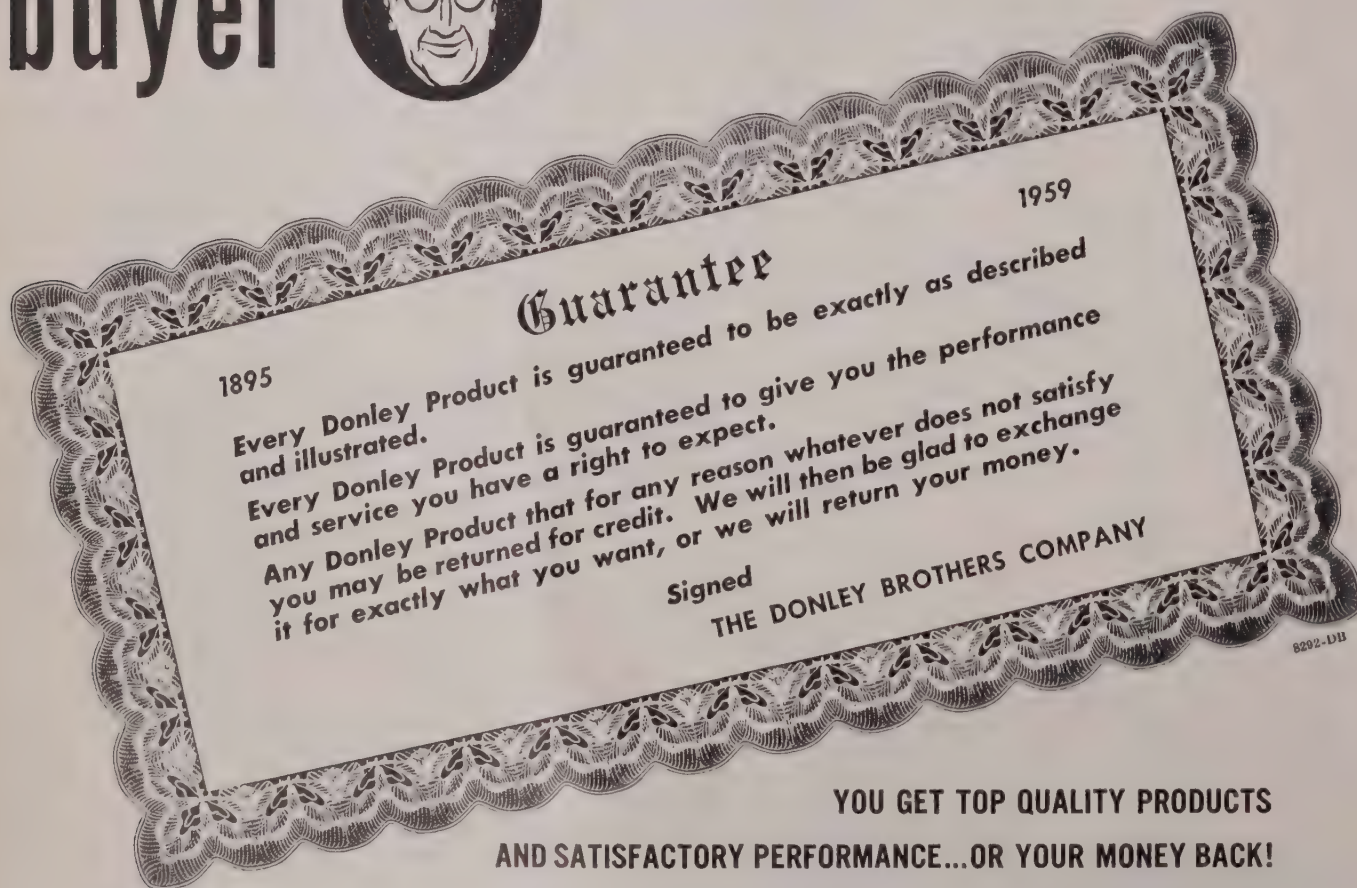 buyer
1959
Guarantee
1895
Every Donley Product is guaranteed to be exactly as described
and illustrated.
Every Donley Product is guaranteed to give you the performance
and service you have a right to expect.
Any Donley Product that for any reason whatever does not satisfy
you may be returned for credit. We will then be glad to exchange
it for exactly what you want, or we will return your money.
Signed
THE DONLEY BROTHERS COMPANY
8292-DB
YOU GET TOP QUALITY PRODUCTS
AND SATISFACTORY PERFORMANCE...OR YOUR MONEY BACK!